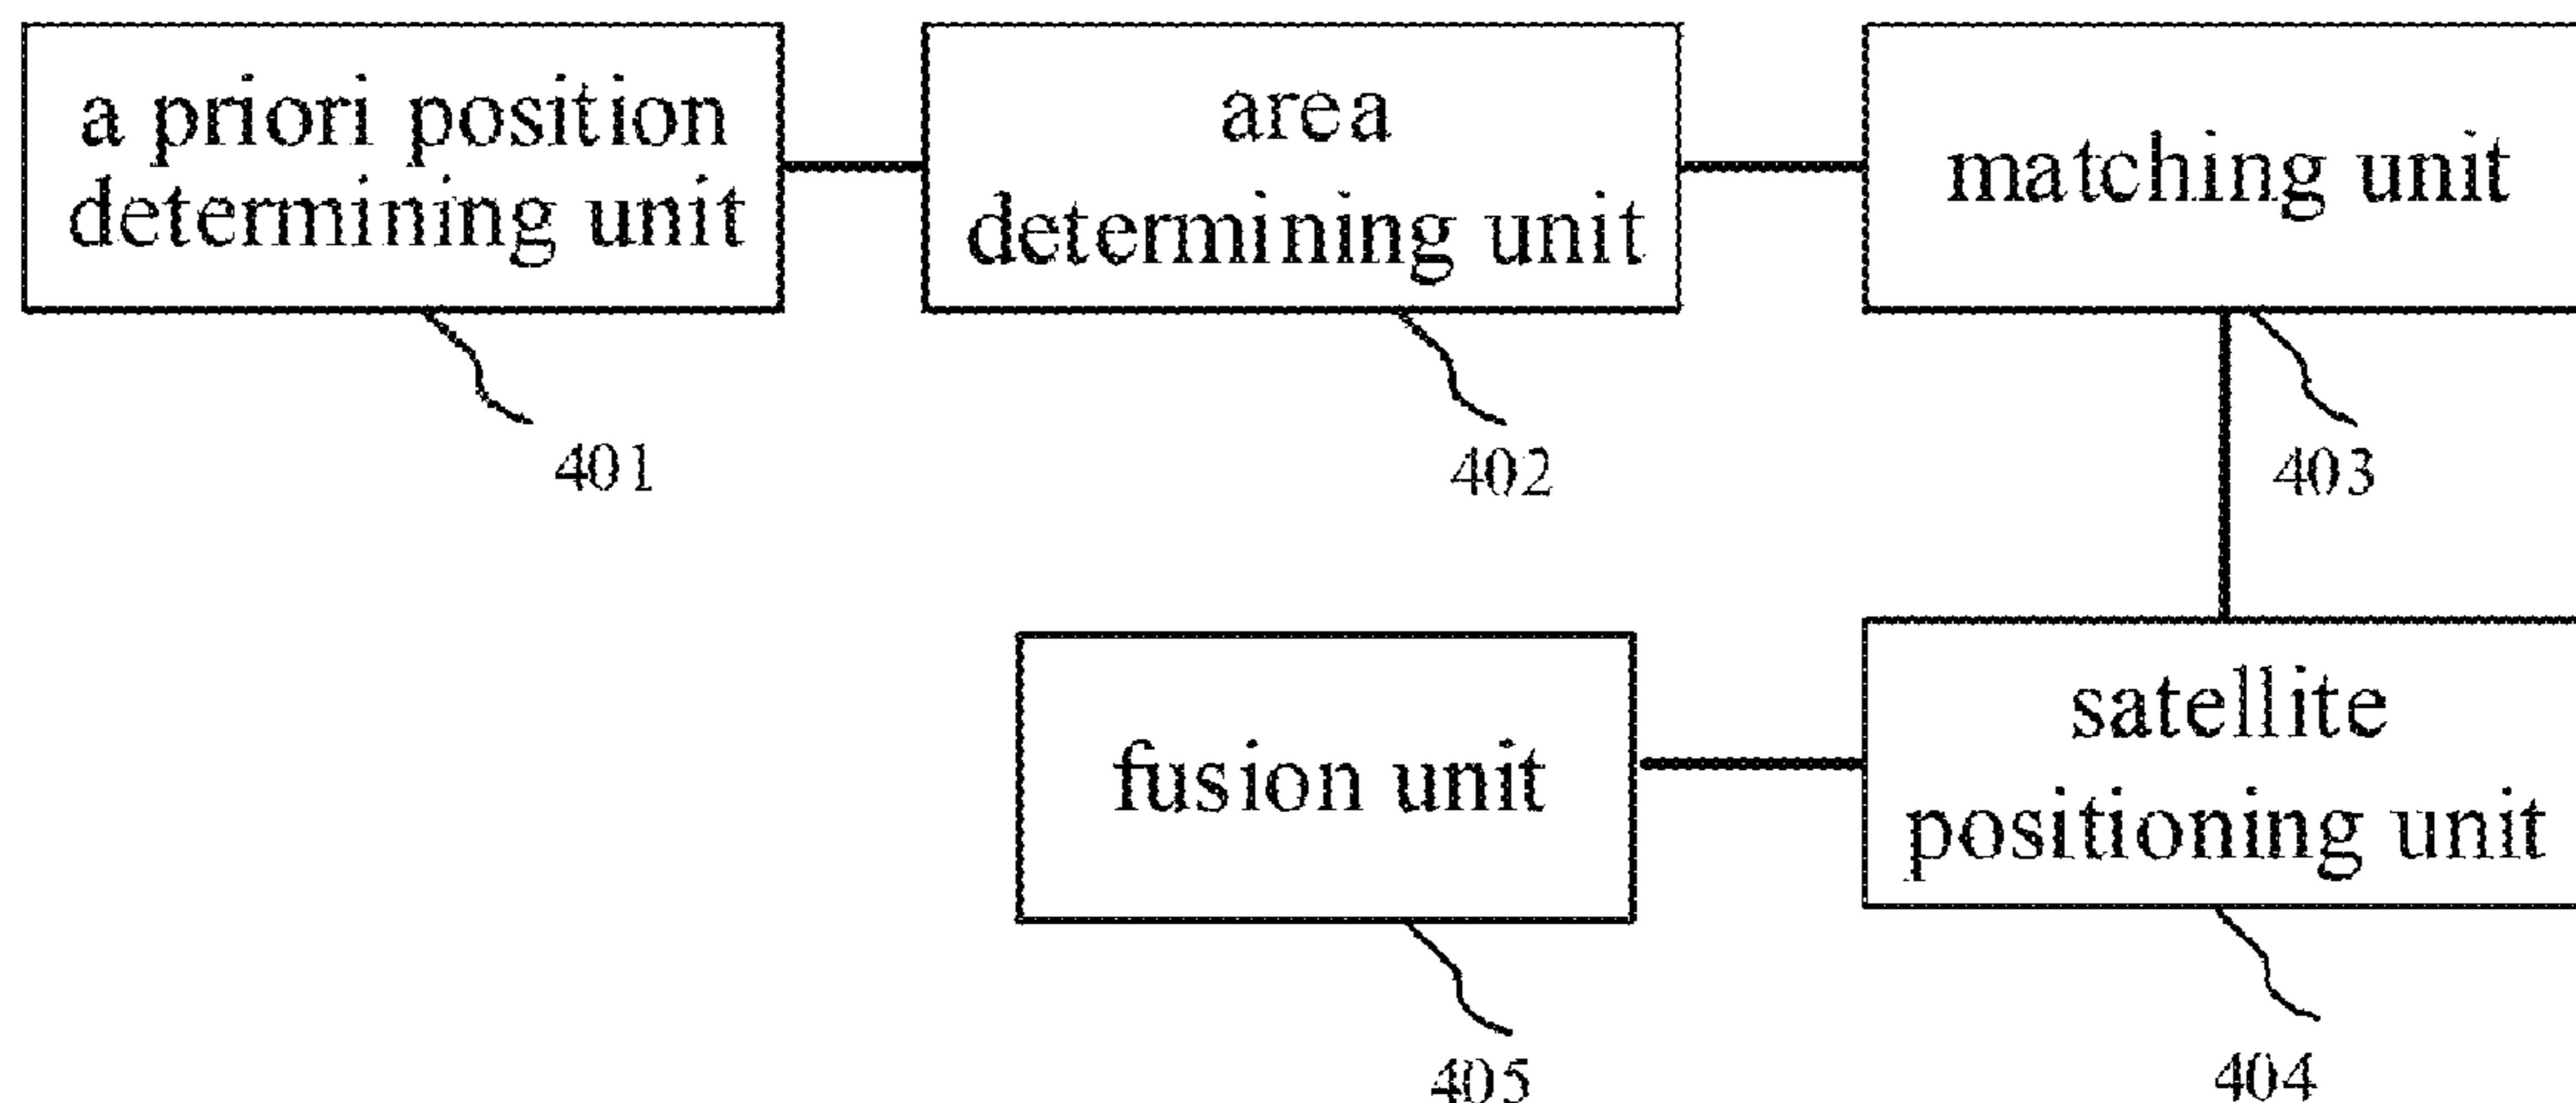 a priori position
determining unit
area
determining unit
matching unit
401
402
403
fusion unit
satellite
positioning unit
405
404